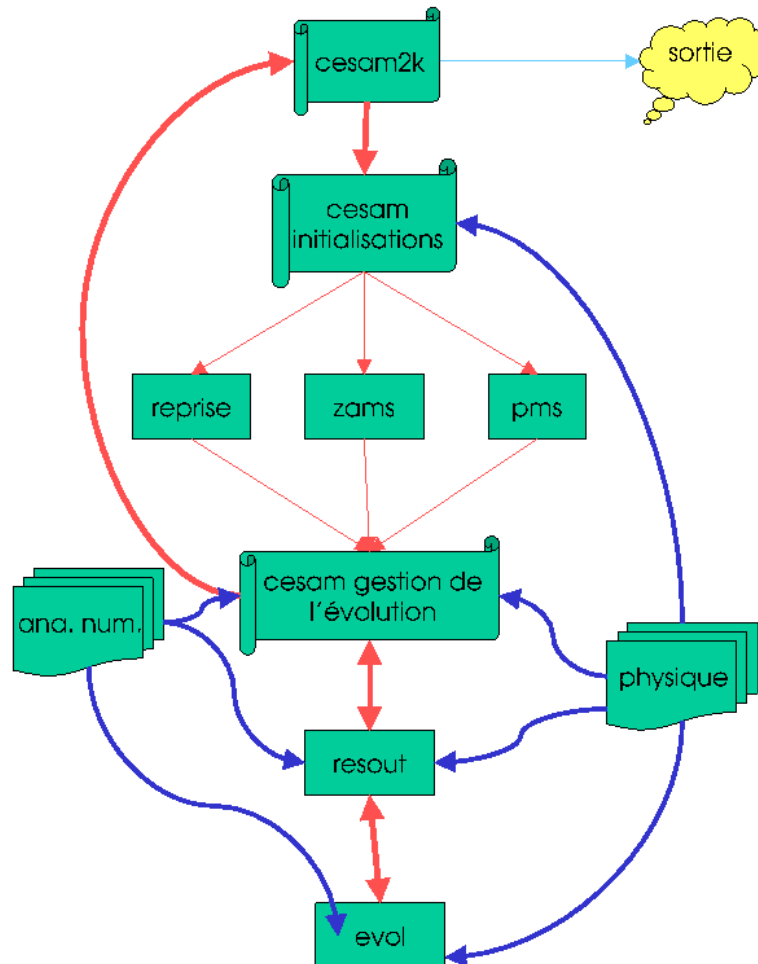 cesam2k
sortie
cesam
initialisations
reprise
zams
pms
cesam gestion de
l'évolution
ana. num.
physique
resout
evol